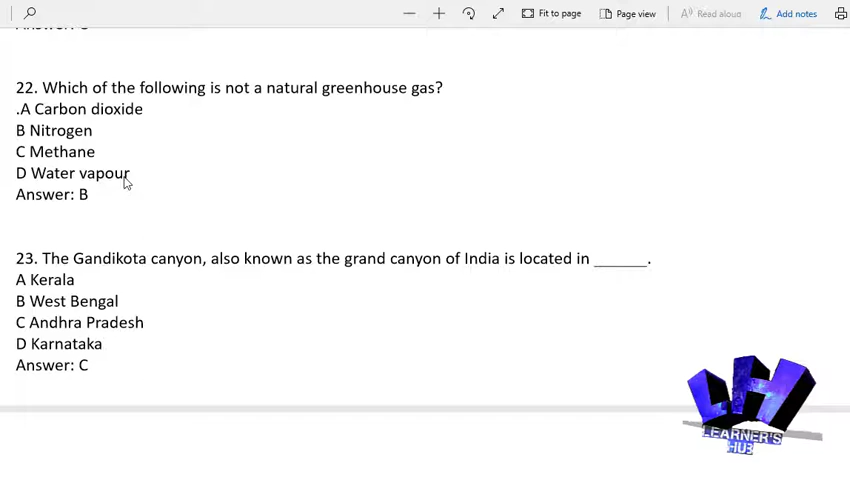 Fit to page
Page view
Read aloud
Add notes
22. Which of the following is not a natural greenhouse gas?
.A Carbon dioxide
B Nitrogen
C Methane
D Water vapour
Answer: B
23. The Gandikota canyon, also known as the grand canyon of India is located in ______.
A Kerala
B West Bengal
C Andhra Pradesh
D Karnataka
Answer: C
LH
LEARNER'S
HUB